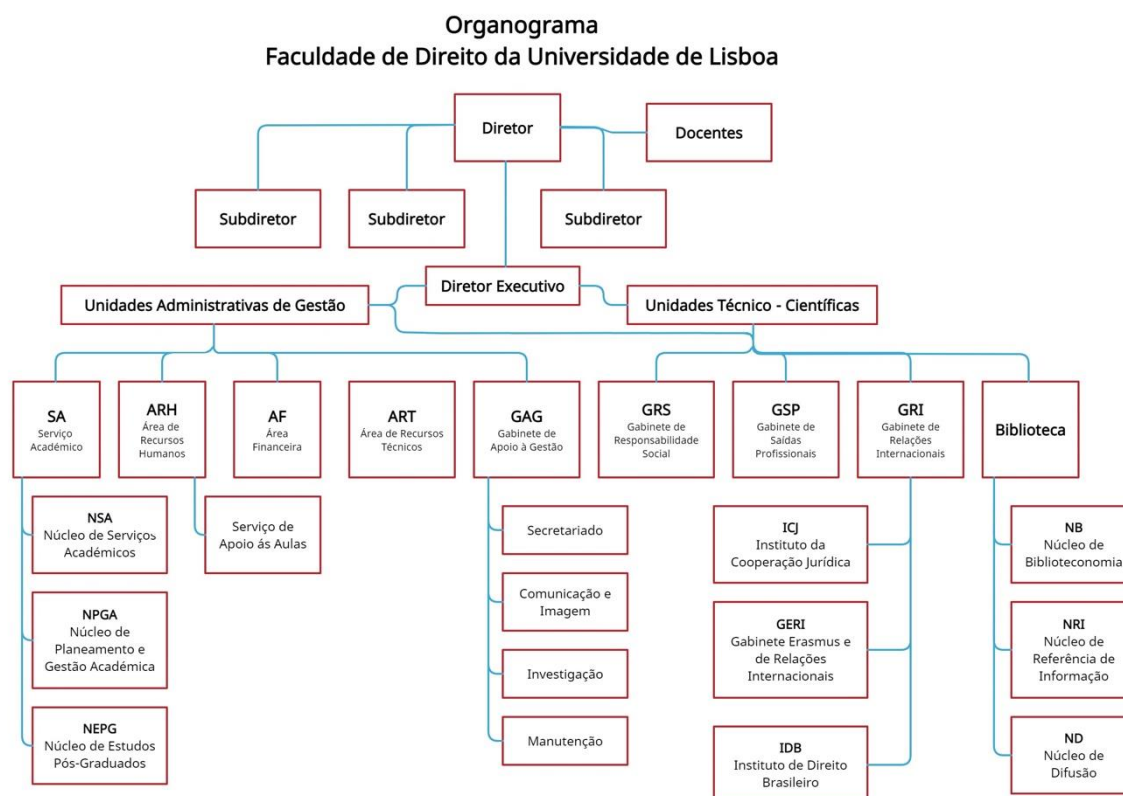 Organograma
Faculdade de Direito da Universidade de Lisboa
Diretor
Docentes
Subdiretor
Subdiretor
Subdiretor
Diretor Executivo
Unidades Administrativas de Gestão
Unidades Técnico - Científicas
SA
Serviço
Académico
ARH
Área de
Recursos
Humanos
AF
Área
Financeira
ART
Área de Recursos
Técnicos
GAG
Gabinete de
Apoio à Gestão
GRS
Gabinete de
Responsabilidade
Social
GSP
Gabinete de
Saídas
Profissionais
GRI
Gabinete de
Relações
Internacionais
Biblioteca
NSA
Núcleo de Serviços
Académicos
NPGA
Núcleo de
Planeamento e
Gestão Académica
NEPG
Núcleo de Estudos
Pós-Graduados
Serviço de
Apoio ás Aulas
Secretariado
Comunicação e
Imagem
Investigação
Manutenção
ICJ
Instituto da
Cooperação Jurídica
GERI
Gabinete Erasmus e
de Relações
Internacionais
IDB
Instituto de Direito
Brasileiro
NB
Núcleo de
Biblioteconomia
NRI
Núcleo de
Referência de
Informação
ND
Núcleo de
Difusão